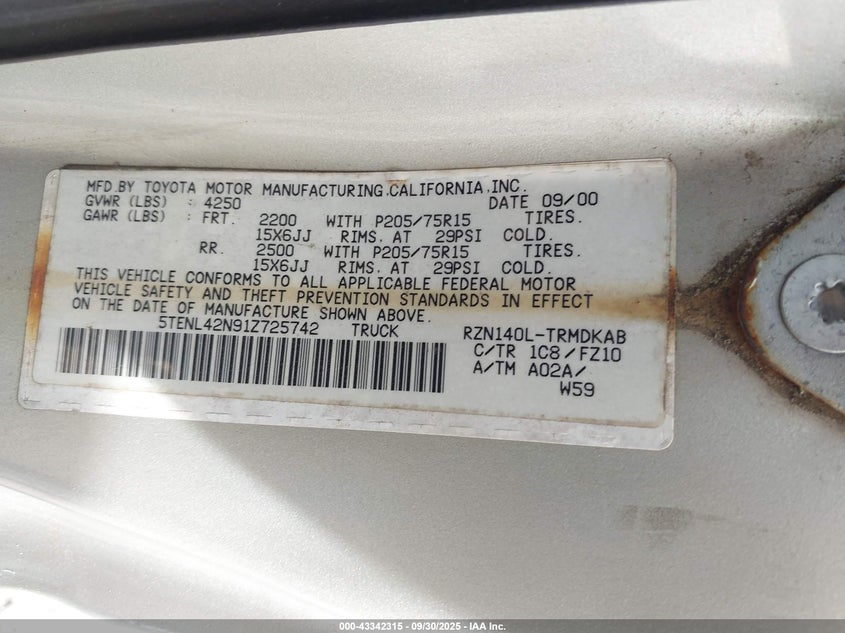 MFD.BY TOYOTA MOTOR MANUFACTURING,CALIFORNIA,INC.
GVWR (LBS) : 4250 DATE 09/00
GAWR (LBS) : FRT. 2200 WITH P205/75R15 TIRES.
15X6JJ RIMS, AT 29PSI COLD.
RR. 2500 WITH P205/75R15 TIRES.
15X6JJ RIMS, AT 29PSI COLD.
THIS VEHICLE CONFORMS TO ALL APPLICABLE FEDERAL MOTOR
VEHICLE SAFETY AND THEFT PREVENTION STANDARDS IN EFFECT
ON THE DATE OF MANUFACTURE SHOWN ABOVE.
5TENL42N91Z725742 TRUCK RZN140L-TRMDKAB
C/TR 1C8/FZ10
A/TM A02A/
W59
000-43342315 - 09/30/2025 - IAA Inc.